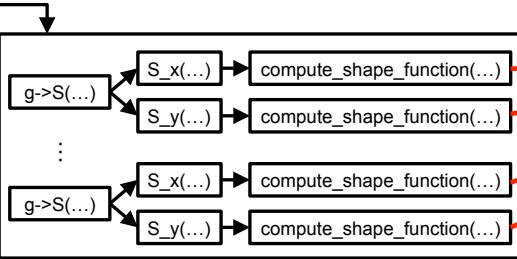 S_x(…) compute_shape_function(…)
g->S(…)
S_y(…) compute_shape_function(…)
⋮
S_x(…) compute_shape_function(…)
g->S(…)
S_y(…) compute_shape_function(…)